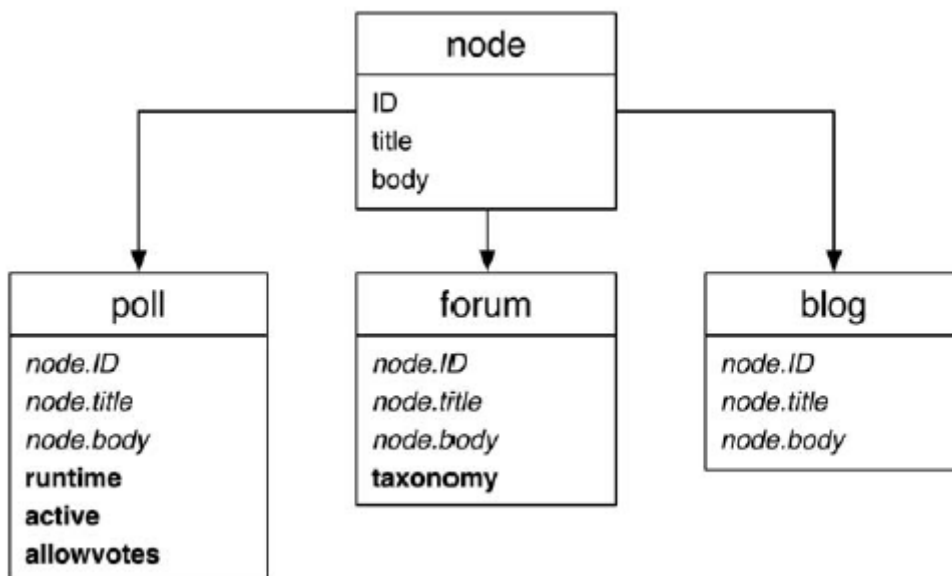 node
ID
title
body
poll
node.ID
node.title
node.body
runtime
active
allowvotes
forum
node.ID
node.title
node.body
taxonomy
blog
node.ID
node.title
node.body